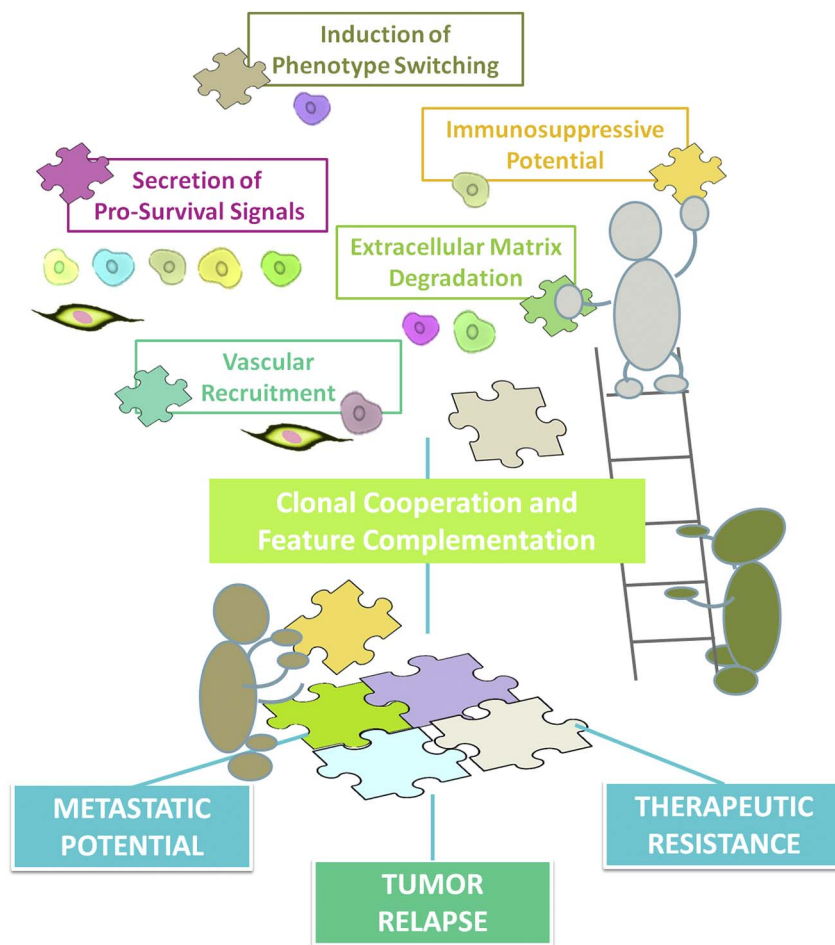 Induction of
Phenotype Switching
Immunosuppressive
Potential
Secretion of
Pro-Survival Signals
Extracellular Matrix
Degradation
Vascular
Recruitment
Clonal Cooperation and
Feature Complementation
METASTATIC
POTENTIAL
THERAPEUTIC
RESISTANCE
TUMOR
RELAPSE